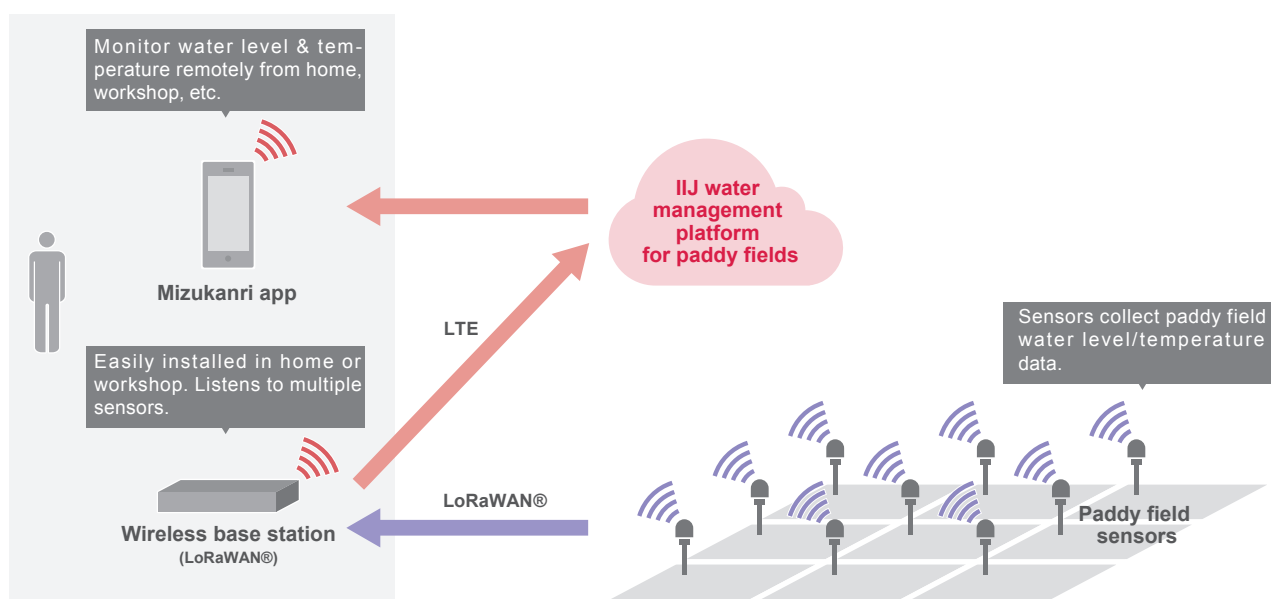 Monitor water level & tem-
perature remotely from home,
workshop, etc.
Mizukanri app
IIJ water
management
platform
for paddy fields
LTE
Easily installed in home or
workshop. Listens to multiple
sensors.
Sensors collect paddy field
water level/temperature
data.
LoRaWAN®
Wireless base station
(LoRaWAN®)
Paddy field
sensors